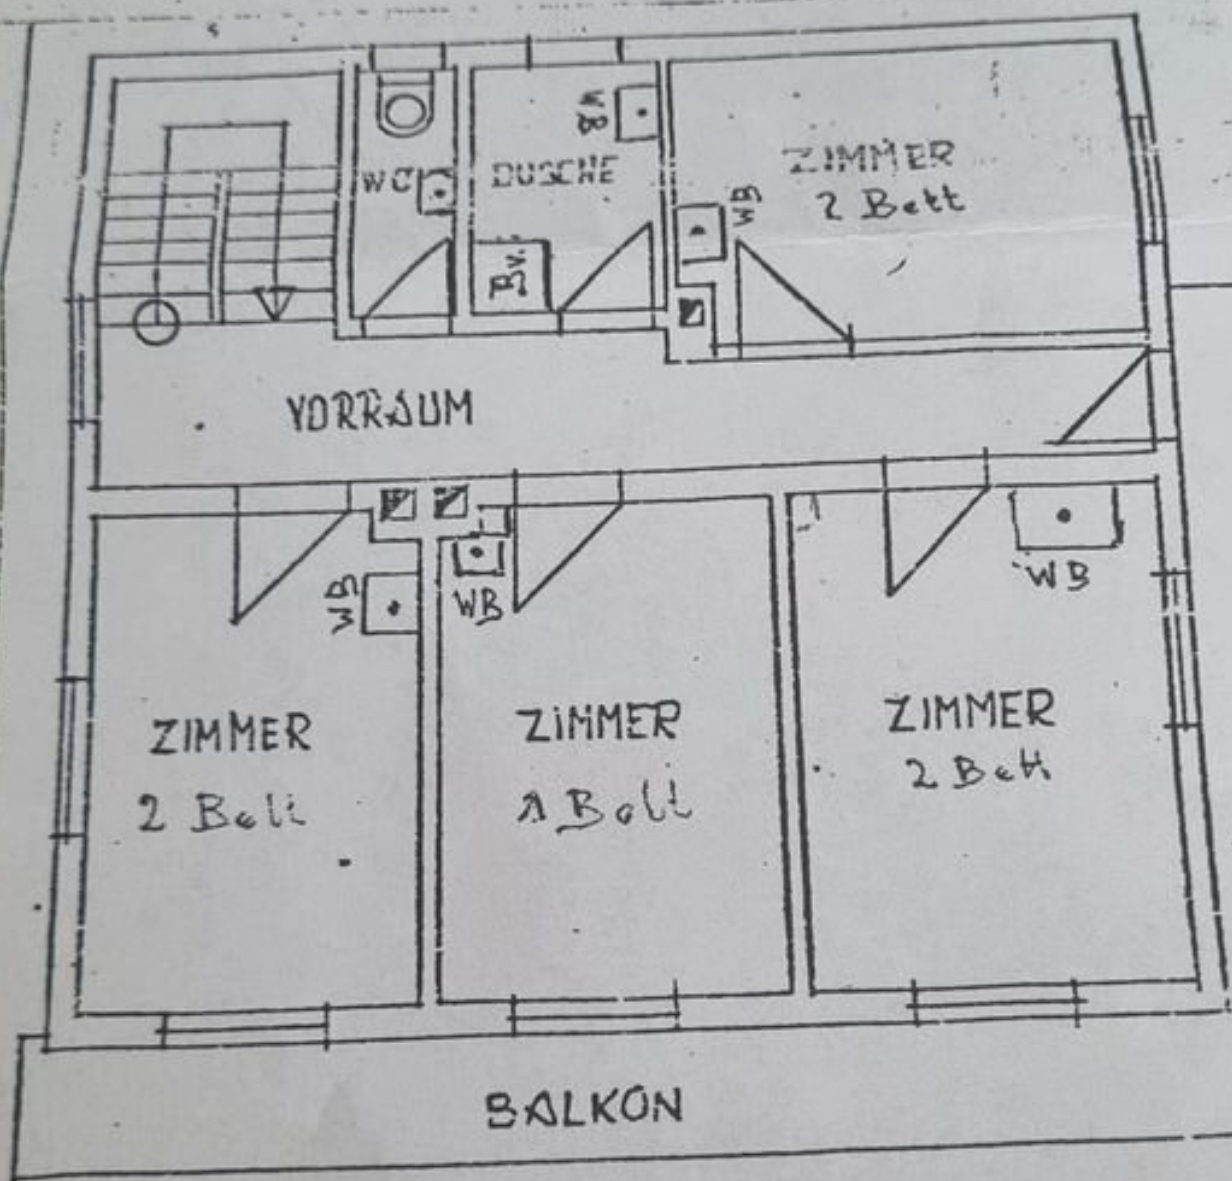 WC
DUSCHE
WB
Bv.
ZIMMER
2 Bett
WB
VORRAUM
WB
ZIMMER
2 Bett
WB
ZIMMER
1 Bett
WB
ZIMMER
2 Bett
BALKON